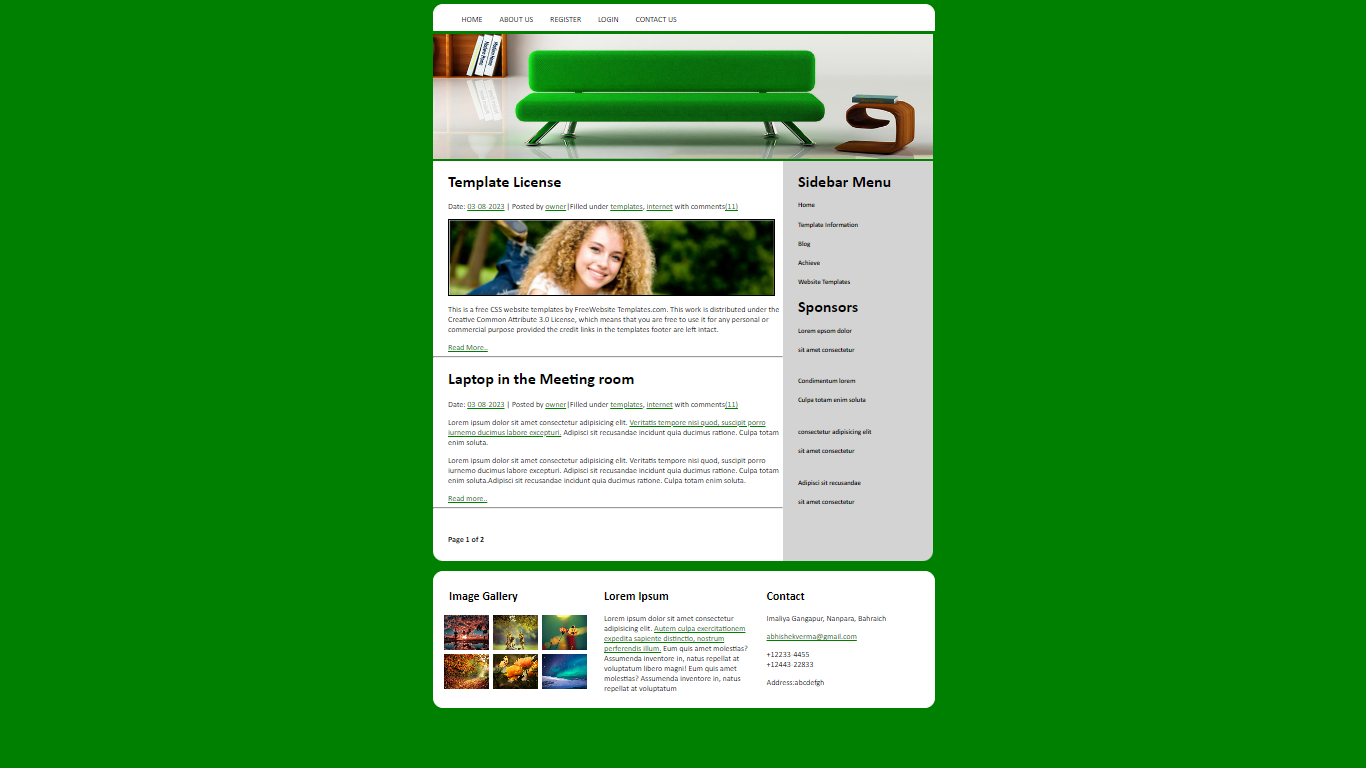 HOME ABOUT US REGISTER LOGIN CONTACT US
Template License
Date: 03-08-2023 | Posted by owner|Filled under templates, internet with comments(11)
This is a free CSS website templates by FreeWebsite Templates.com. This work is distributed under the
Creative Common Attribute 3.0 License, which means that you are free to use it for any personal or
commercial purpose provided the credit links in the templates footer are left intact.
Read More..
Laptop in the Meeting room
Date: 03-08-2023 | Posted by owner|Filled under templates, internet with comments(11)
Lorem ipsum dolor sit amet consectetur adipisicing elit. Veritatis tempore nisi quod, suscipit porro
iurnemo ducimus labore excepturi. Adipisci sit recusandae incidunt quia ducimus ratione. Culpa totam
enim soluta.
Lorem ipsum dolor sit amet consectetur adipisicing elit. Veritatis tempore nisi quod, suscipit porro
iurnemo ducimus labore excepturi. Adipisci sit recusandae incidunt quia ducimus ratione. Culpa totam
enim soluta.Adipisci sit recusandae incidunt quia ducimus ratione. Culpa totam enim soluta.
Read more..
Page 1 of 2
Sidebar Menu
Home
Template Information
Blog
Achieve
Website Templates
Sponsors
Lorem epsom dolor
sit amet consectetur
Condimentum lorem
Culpa totam enim soluta
consectetur adipisicing elit
sit amet consectetur
Adipisci sit recusandae
sit amet consectetur
Image Gallery
Lorem Ipsum
Lorem ipsum dolor sit amet consectetur
adipisicing elit. Autem culpa exercitationem
expedita sapiente distinctio, nostrum
perferendis illum. Eum quis amet molestias?
Assumenda inventore in, natus repellat at
voluptatum libero magni! Eum quis amet
molestias? Assumenda inventore in, natus
repellat at voluptatum
Contact
Imaliya Gangapur, Nanpara, Bahraich
abhishekverma@gmail.com
+12233-4455
+12443-22833
Address:abcdefgh